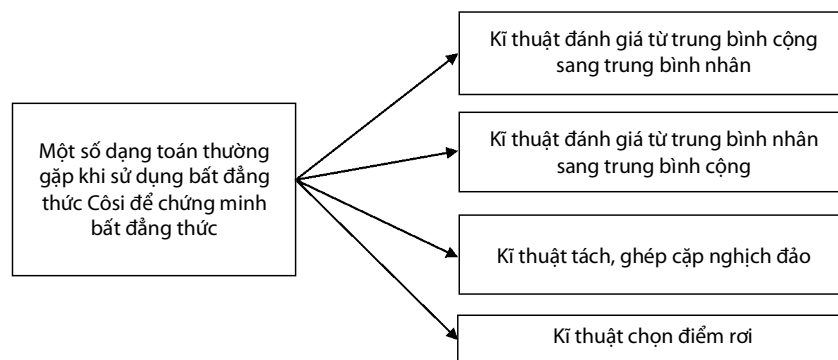 Một số dạng toán thường
gặp khi sử dụng bất đẳng
thức Côsi để chứng minh
bất đẳng thức
Kĩ thuật đánh giá từ trung bình cộng
sang trung bình nhân
Kĩ thuật đánh giá từ trung bình nhân
sang trung bình cộng
Kĩ thuật tách, ghép cặp nghịch đảo
Kĩ thuật chọn điểm rơi